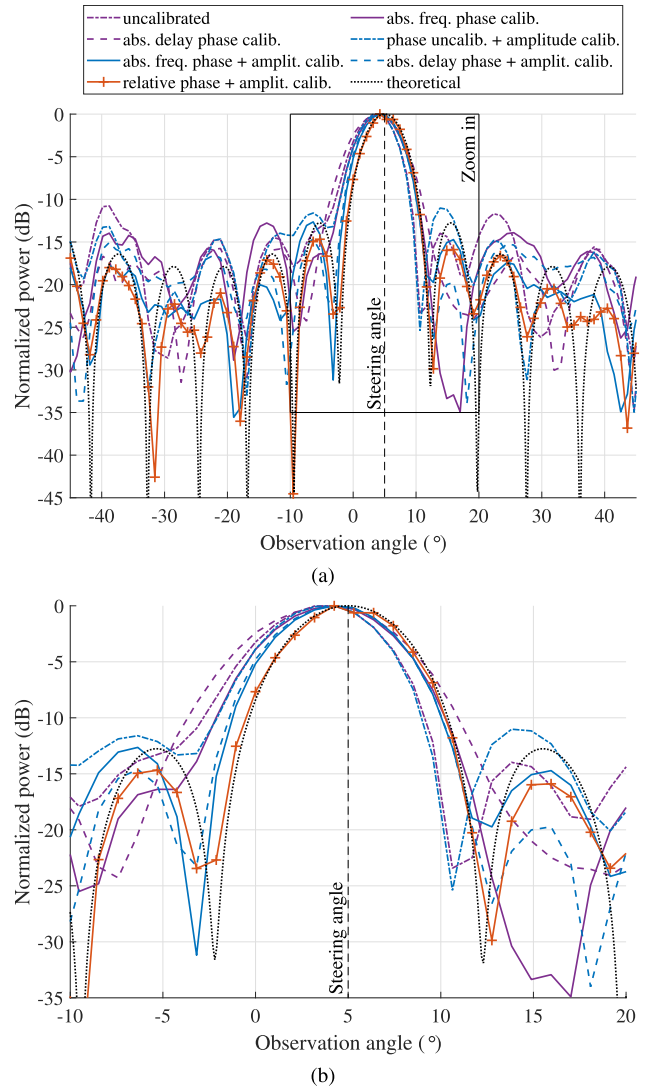 uncalibrated
abs. freq. phase calib.
abs. delay phase calib.
phase uncalib. + amplitude calib.
abs. freq. phase + amplit. calib.
abs. delay phase + amplit. calib.
relative phase + amplit. calib.
theoretical
0
-5
-10
-15
-20
-25
-30
-35
-40
-45
Normalized power (dB)
Zoom in
Steering angle
-40
-30
-20
-10
0
10
20
30
40
Observation angle (°)
(a)
0
-5
-10
-15
-20
-25
-30
-35
Normalized power (dB)
Steering angle
-10
-5
0
5
10
15
20
Observation angle (°)
(b)